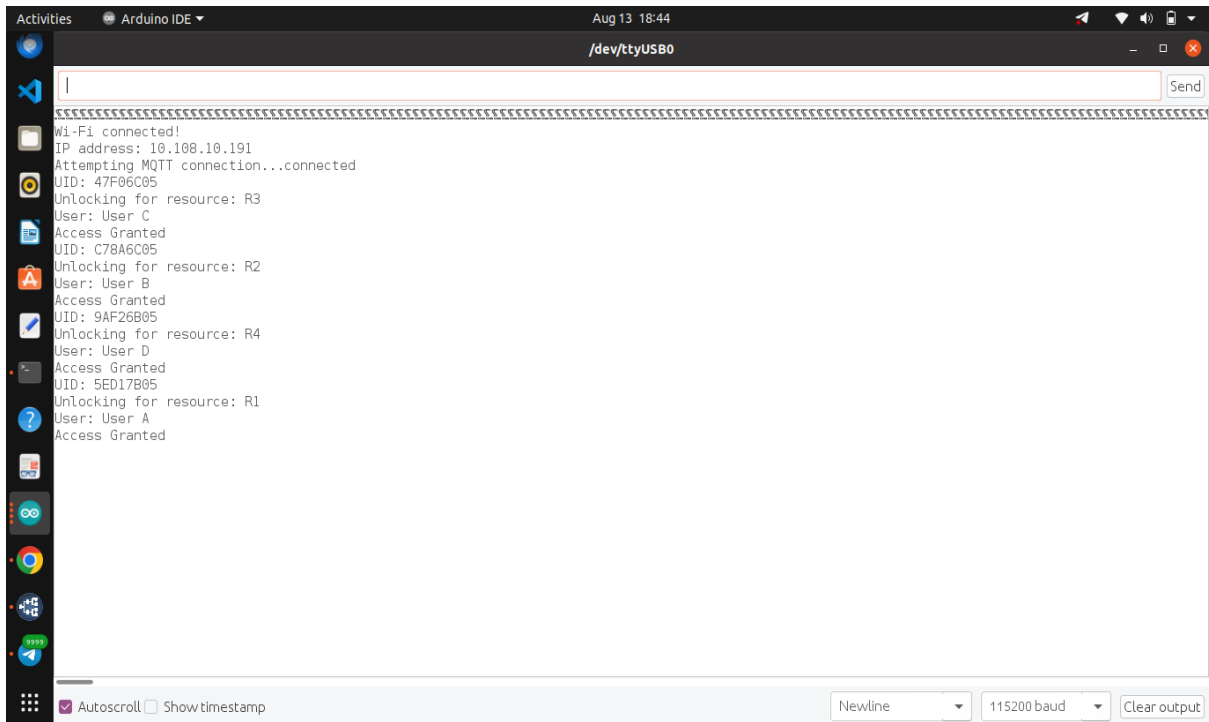 Activities
Arduino IDE
Aug 13 18:44
/dev/ttyUSB0
Send
Wi-Fi connected!
IP address: 10.108.10.191
Attempting MQTT connection...connected
UID: 47F06C05
Unlocking for resource: R3
User: User C
Access Granted
UID: C78A6C05
Unlocking for resource: R2
User: User B
Access Granted
UID: 9AF26B05
Unlocking for resource: R4
User: User D
Access Granted
UID: 5ED17B05
Unlocking for resource: R1
User: User A
Access Granted
9999
Autoscroll
Show timestamp
Newline
115200 baud
Clear output